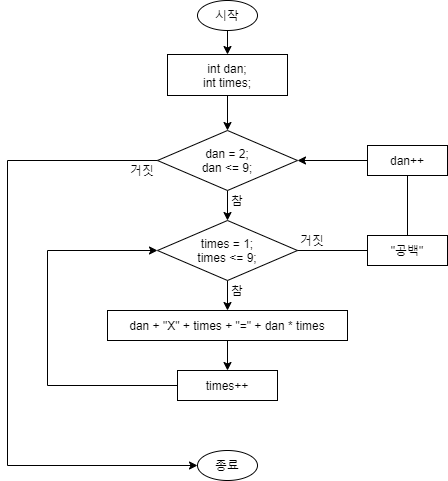 시작
int dan;
int times;
dan = 2;
dan <= 9;
dan++
거짓
참
times = 1;
times <= 9;
거짓
"공백"
참
dan + "X" + times + "=" + dan * times
times++
종료